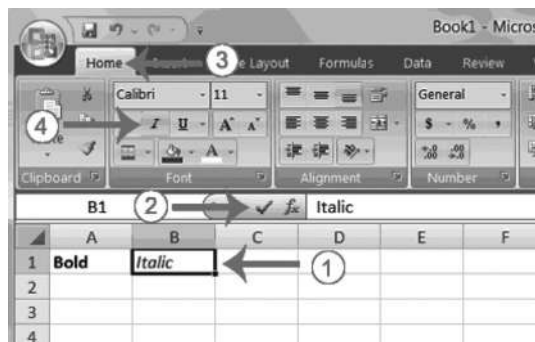 Book1 - Micros
Home Layout Formulas Data Review
3
Calibri 11 General
4 I U A A $ % ,
A
Clipboard Font Alignment Number
B1 2 fx Italic
A B C D E F
1 Bold Italic 1
2
3
4